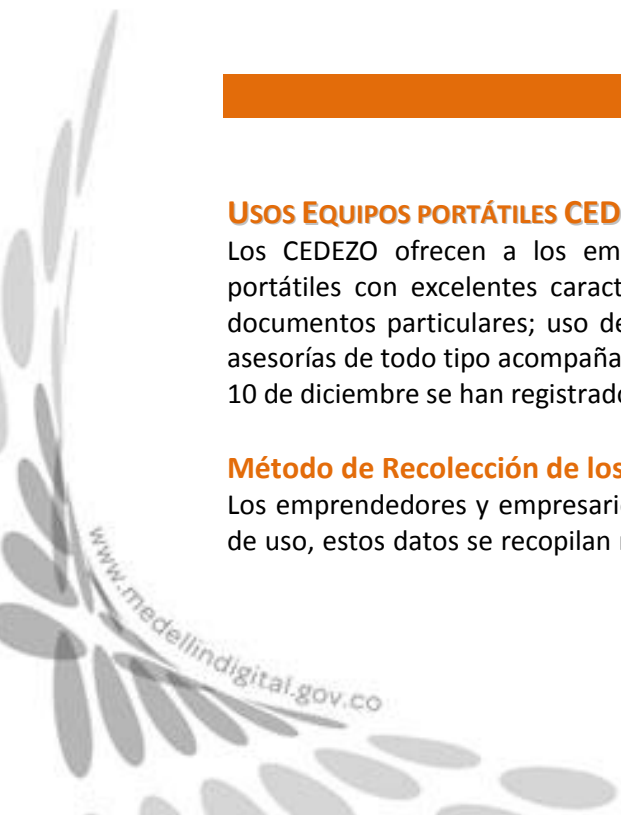 USOS EQUIPOS PORTÁTILES CED
Los CEDEZO ofrecen a los em
portátiles con excelentes caract
documentos particulares; uso de
asesorías de todo tipo acompaña
10 de diciembre se han registrado
Método de Recolección de los
Los emprendedores y empresari
de uso, estos datos se recopilan
www.medellindigital.gov.co